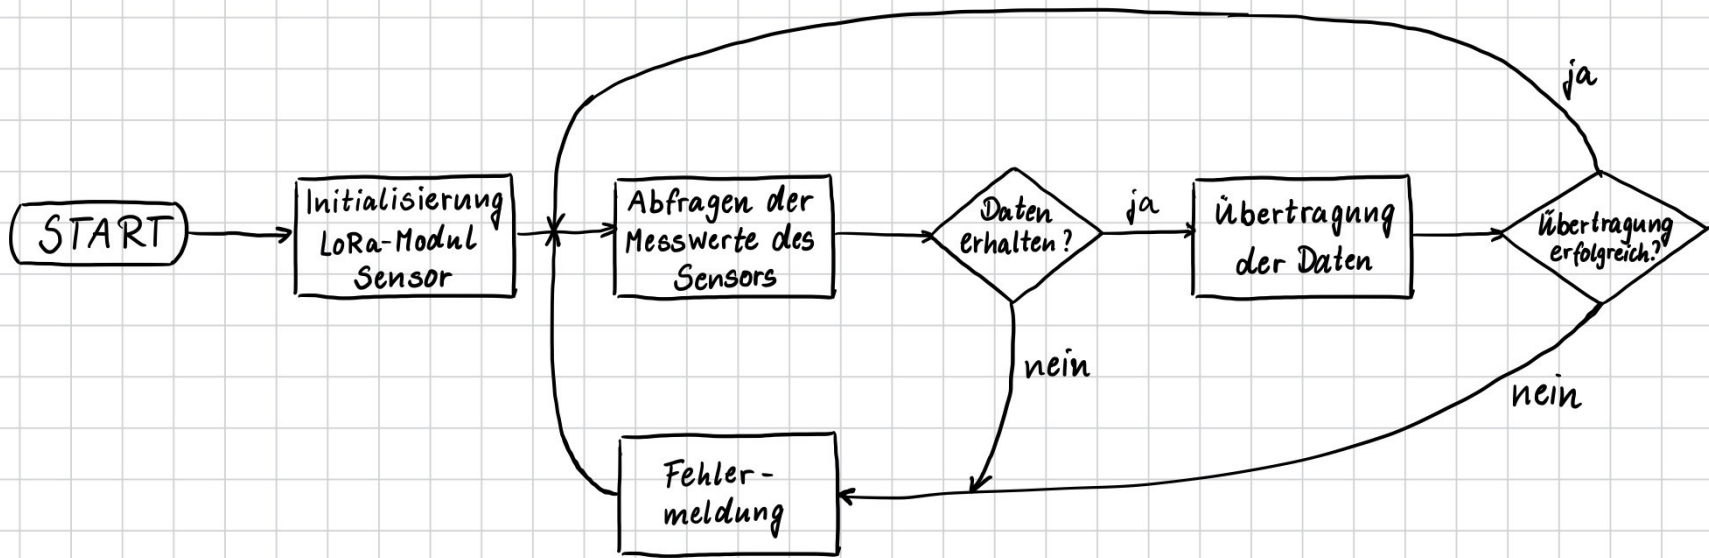 START
Initialisierung
LoRa-Modul
Sensor
Abfragen der
Messwerte des
Sensors
Daten
erhalten?
ja
Übertragung
der Daten
Übertragung
erfolgreich?
ja
nein
nein
Fehler-
meldung